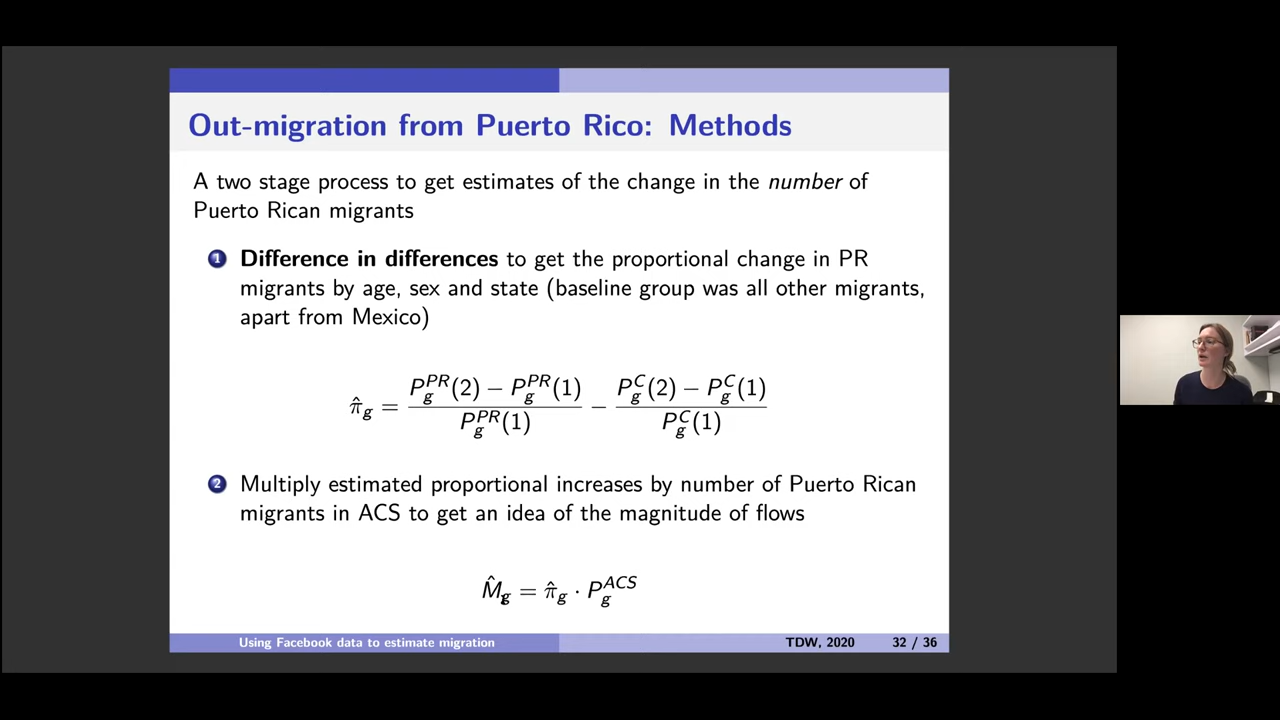 Out-migration from Puerto Rico: Methods
A two stage process to get estimates of the change in the number of
Puerto Rican migrants
1 Difference in differences to get the proportional change in PR
migrants by age, sex and state (baseline group was all other migrants,
apart from Mexico)
π̂_g = (P_g^PR(2) − P_g^PR(1)) / P_g^PR(1) − (P_g^C(2) − P_g^C(1)) / P_g^C(1)
2 Multiply estimated proportional increases by number of Puerto Rican
migrants in ACS to get an idea of the magnitude of flows
M̂_g = π̂_g · P_g^ACS
Using Facebook data to estimate migration TDW, 2020 32 / 36